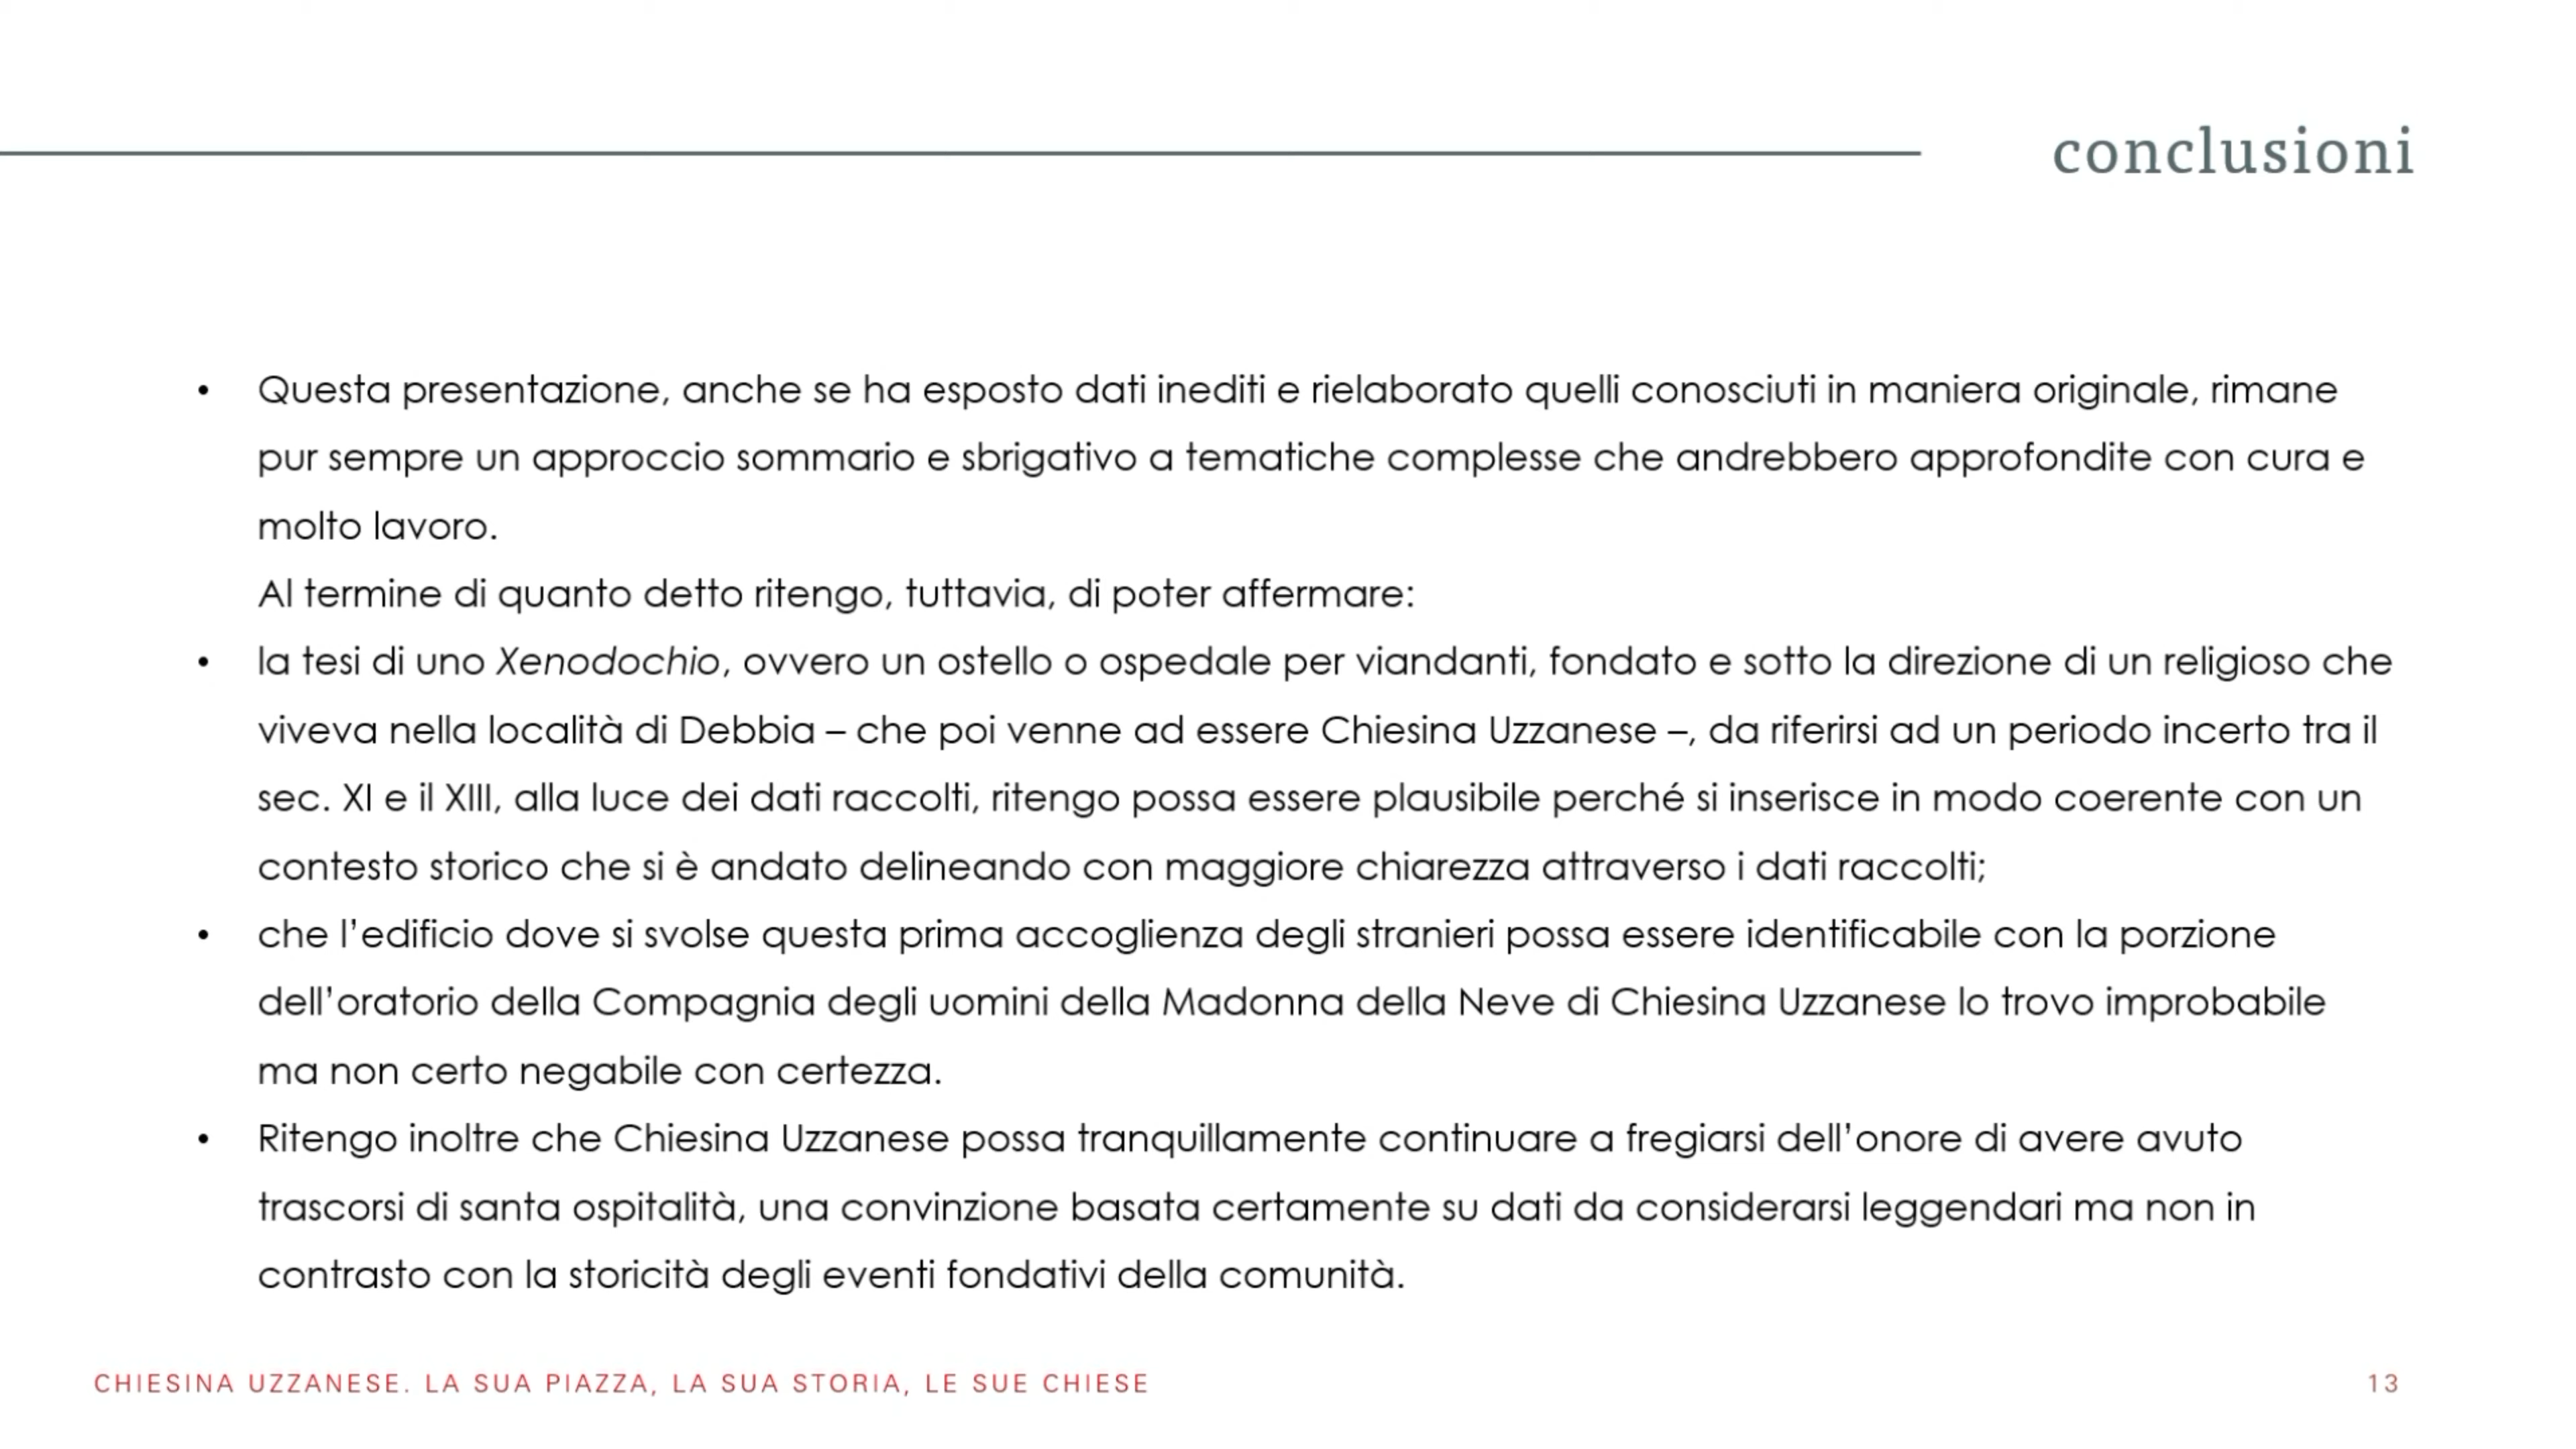 conclusioni
• Questa presentazione, anche se ha esposto dati inediti e rielaborato quelli conosciuti in maniera originale, rimane
pur sempre un approccio sommario e sbrigativo a tematiche complesse che andrebbero approfondite con cura e
molto lavoro.
Al termine di quanto detto ritengo, tuttavia, di poter affermare:
• la tesi di uno Xenodochio, ovvero un ostello o ospedale per viandanti, fondato e sotto la direzione di un religioso che
viveva nella località di Debbia – che poi venne ad essere Chiesina Uzzanese –, da riferirsi ad un periodo incerto tra il
sec. XI e il XIII, alla luce dei dati raccolti, ritengo possa essere plausibile perché si inserisce in modo coerente con un
contesto storico che si è andato delineando con maggiore chiarezza attraverso i dati raccolti;
• che l’edificio dove si svolse questa prima accoglienza degli stranieri possa essere identificabile con la porzione
dell’oratorio della Compagnia degli uomini della Madonna della Neve di Chiesina Uzzanese lo trovo improbabile
ma non certo negabile con certezza.
• Ritengo inoltre che Chiesina Uzzanese possa tranquillamente continuare a fregiarsi dell’onore di avere avuto
trascorsi di santa ospitalità, una convinzione basata certamente su dati da considerarsi leggendari ma non in
contrasto con la storicità degli eventi fondativi della comunità.
CHIESINA UZZANESE. LA SUA PIAZZA, LA SUA STORIA, LE SUE CHIESE
13